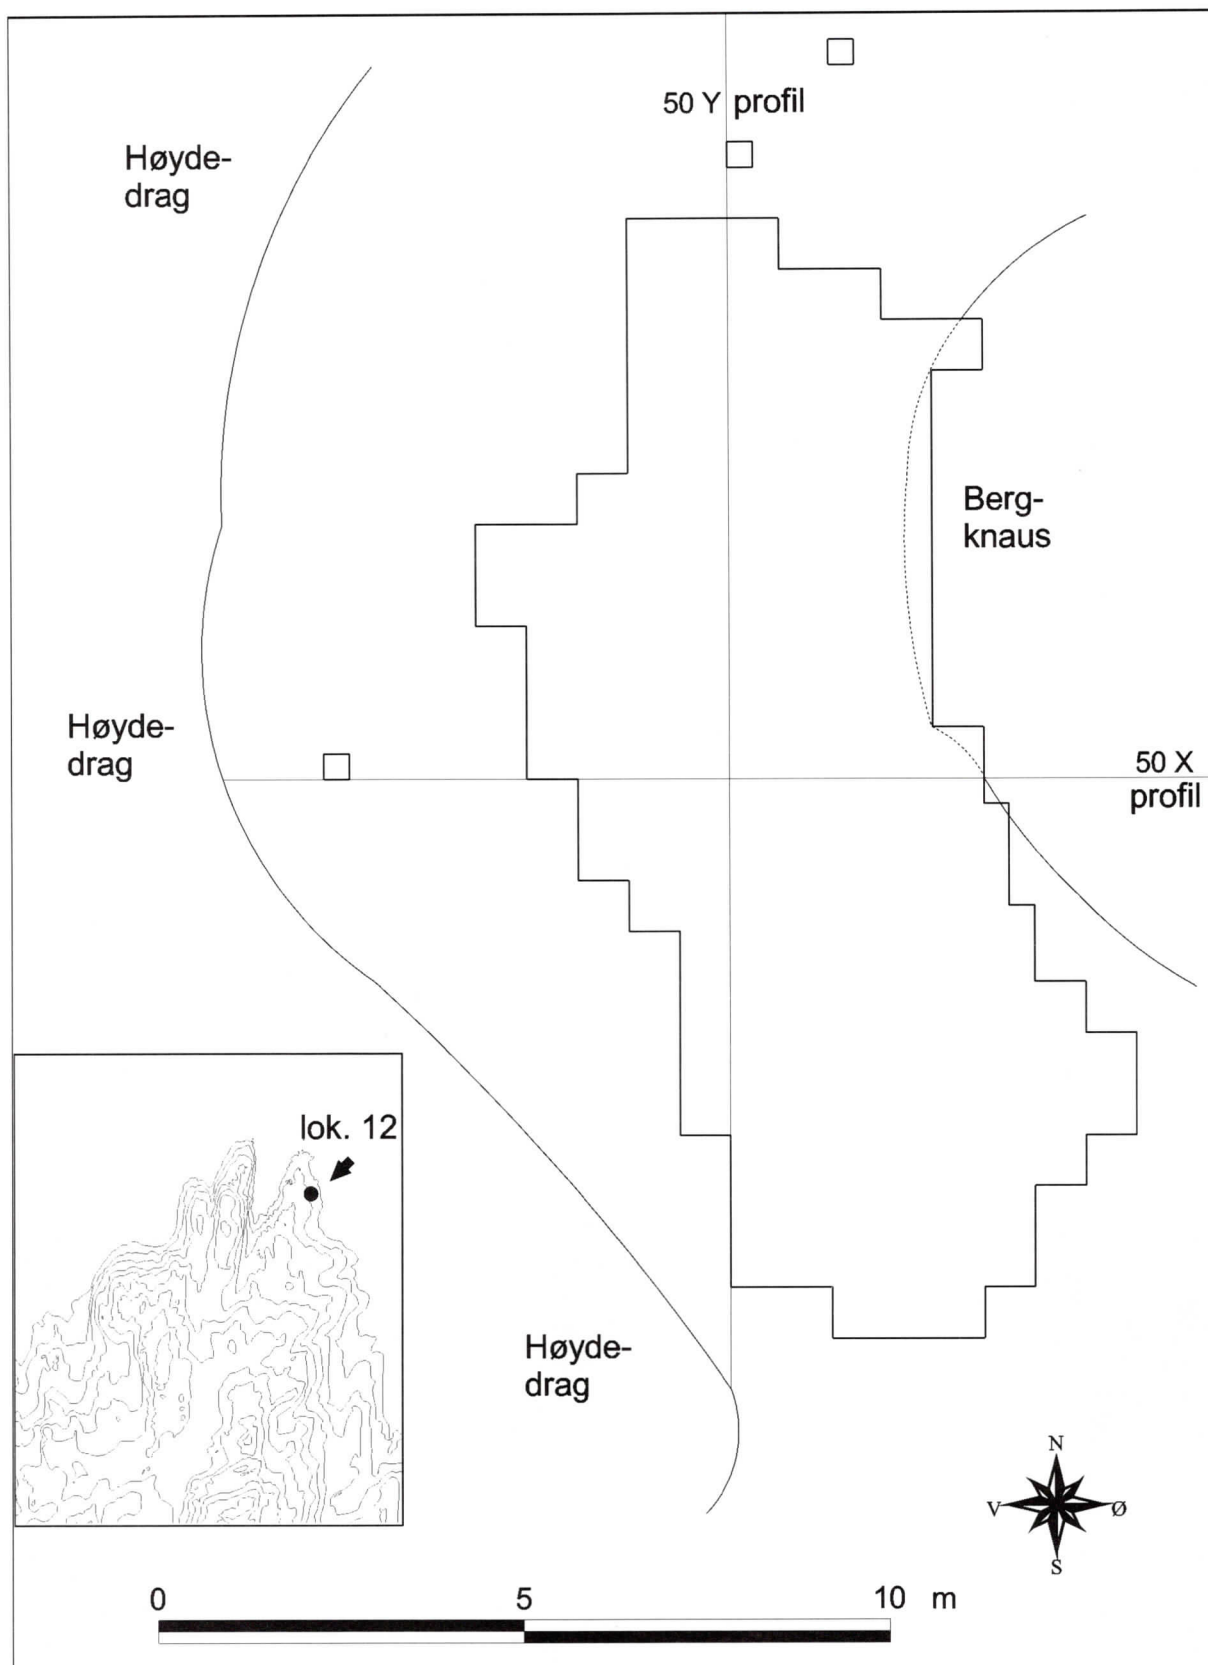 50 Y profil
Høyde-
drag
Berg-
knaus
Høyde-
drag
50 X
profil
lok. 12
Høyde-
drag
N
V Ø
S
0 5 10 m